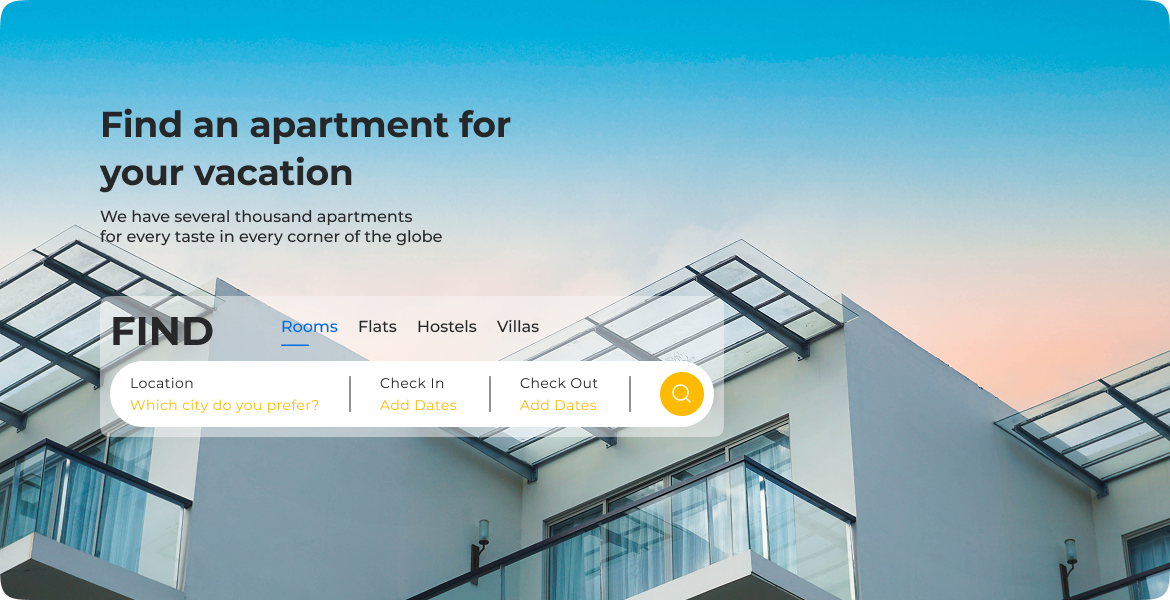 Find an apartment for
your vacation
We have several thousand apartments
for every taste in every corner of the globe
FIND
Rooms Flats Hostels Villas
Location Check In Check Out
Which city do you prefer? Add Dates Add Dates